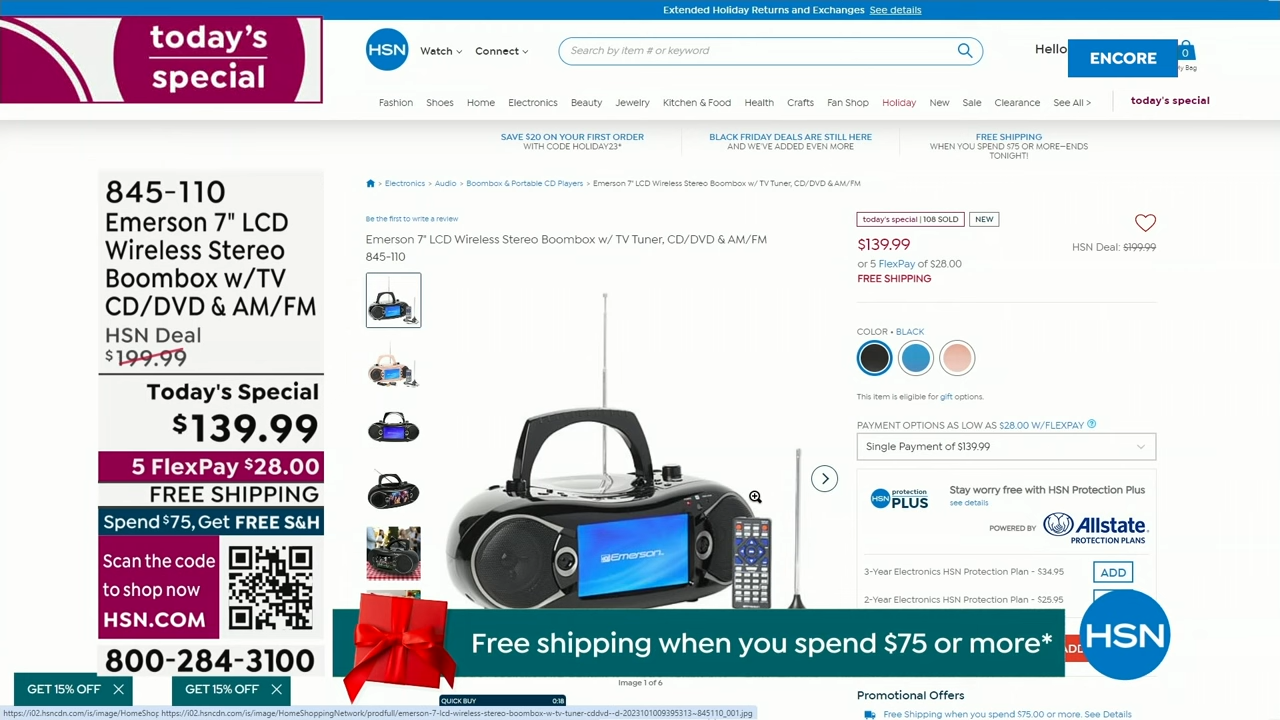 Extended Holiday Returns and Exchanges See details
today's
special
HSN
Watch
Connect
Search by item # or keyword
Hello
ENCORE
0
Fashion Shoes Home Electronics Beauty Jewelry Kitchen & Food Health Crafts Fan Shop Holiday New Sale Clearance See All > today's special
SAVE $20 ON YOUR FIRST ORDER
WITH CODE HOLIDAY23*
BLACK FRIDAY DEALS ARE STILL HERE
AND WE'VE ADDED EVEN MORE
FREE SHIPPING
WHEN YOU SPEND $75 OR MORE—ENDS
TONIGHT!
845-110
Emerson 7" LCD
Wireless Stereo
Boombox w/TV
CD/DVD & AM/FM
HSN Deal
$199.99
Today's Special
$139.99
5 FlexPay $28.00
FREE SHIPPING
Spend $75, Get FREE S&H
Scan the code
to shop now
HSN.COM
800-284-3100
> Electronics > Audio > Boombox & Portable CD Players > Emerson 7" LCD Wireless Stereo Boombox w/ TV Tuner, CD/DVD & AM/FM
Be the first to write a review
Emerson 7" LCD Wireless Stereo Boombox w/ TV Tuner, CD/DVD & AM/FM
845-110
Emerson
today's special | 108 SOLD
NEW
$139.99
HSN Deal: $199.99
or 5 FlexPay of $28.00
FREE SHIPPING
COLOR • BLACK
This item is eligible for gift options.
PAYMENT OPTIONS AS LOW AS $28.00 W/FLEXPAY ?
Single Payment of $139.99
HSN protection PLUS
Stay worry free with HSN Protection Plus
see details
POWERED BY Allstate
PROTECTION PLANS
3-Year Electronics HSN Protection Plan - $34.95 ADD
2-Year Electronics HSN Protection Plan - $25.95
Free shipping when you spend $75 or more*
HSN
GET 15% OFF
GET 15% OFF
Image 1 of 6
QUICK BUY 0:18
Promotional Offers
Free Shipping when you spend $75.00 or more. See Details